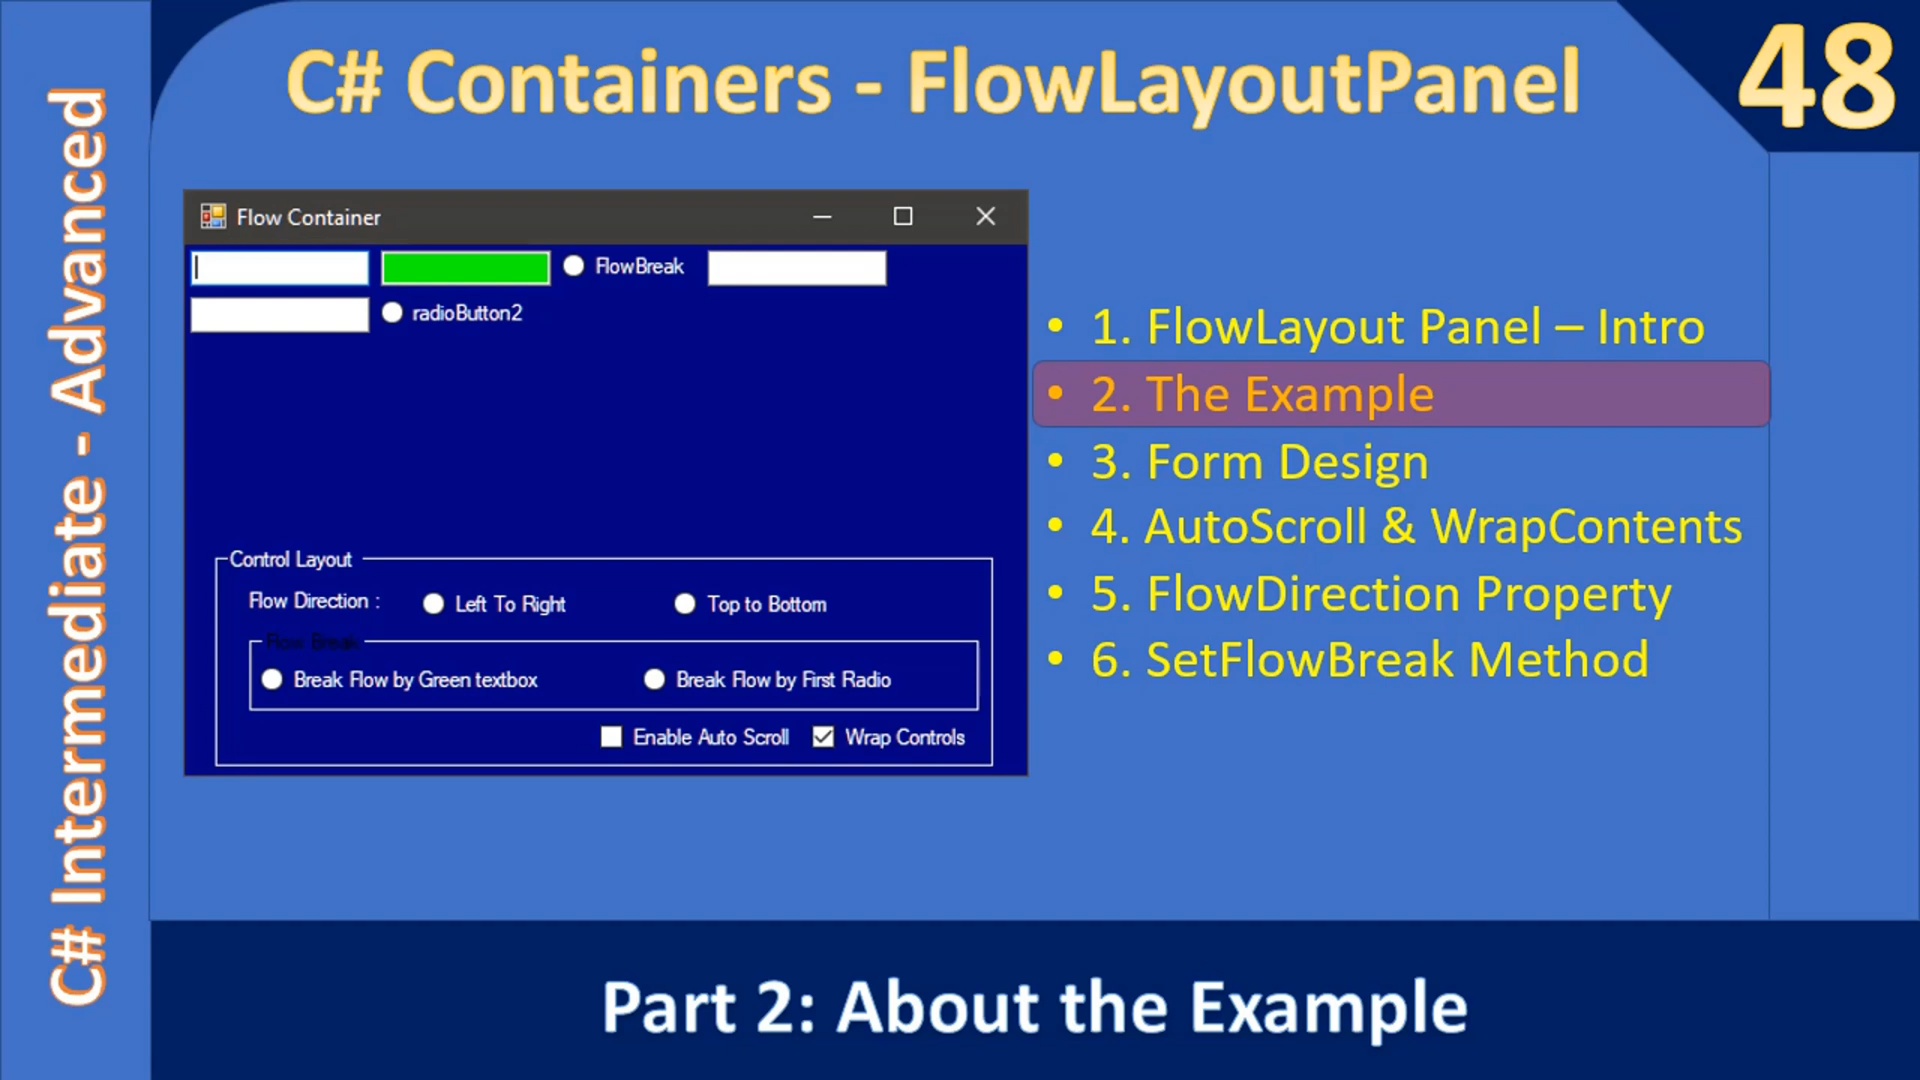 C# Containers - FlowLayoutPanel
48
C# Intermediate - Advanced
Flow Container
FlowBreak
radioButton2
Control Layout
Flow Direction :
Left To Right
Top to Bottom
Flow Break
Break Flow by Green textbox
Break Flow by First Radio
Enable Auto Scroll
Wrap Controls
• 1. FlowLayout Panel – Intro
• 2. The Example
• 3. Form Design
• 4. AutoScroll & WrapContents
• 5. FlowDirection Property
• 6. SetFlowBreak Method
Part 2: About the Example